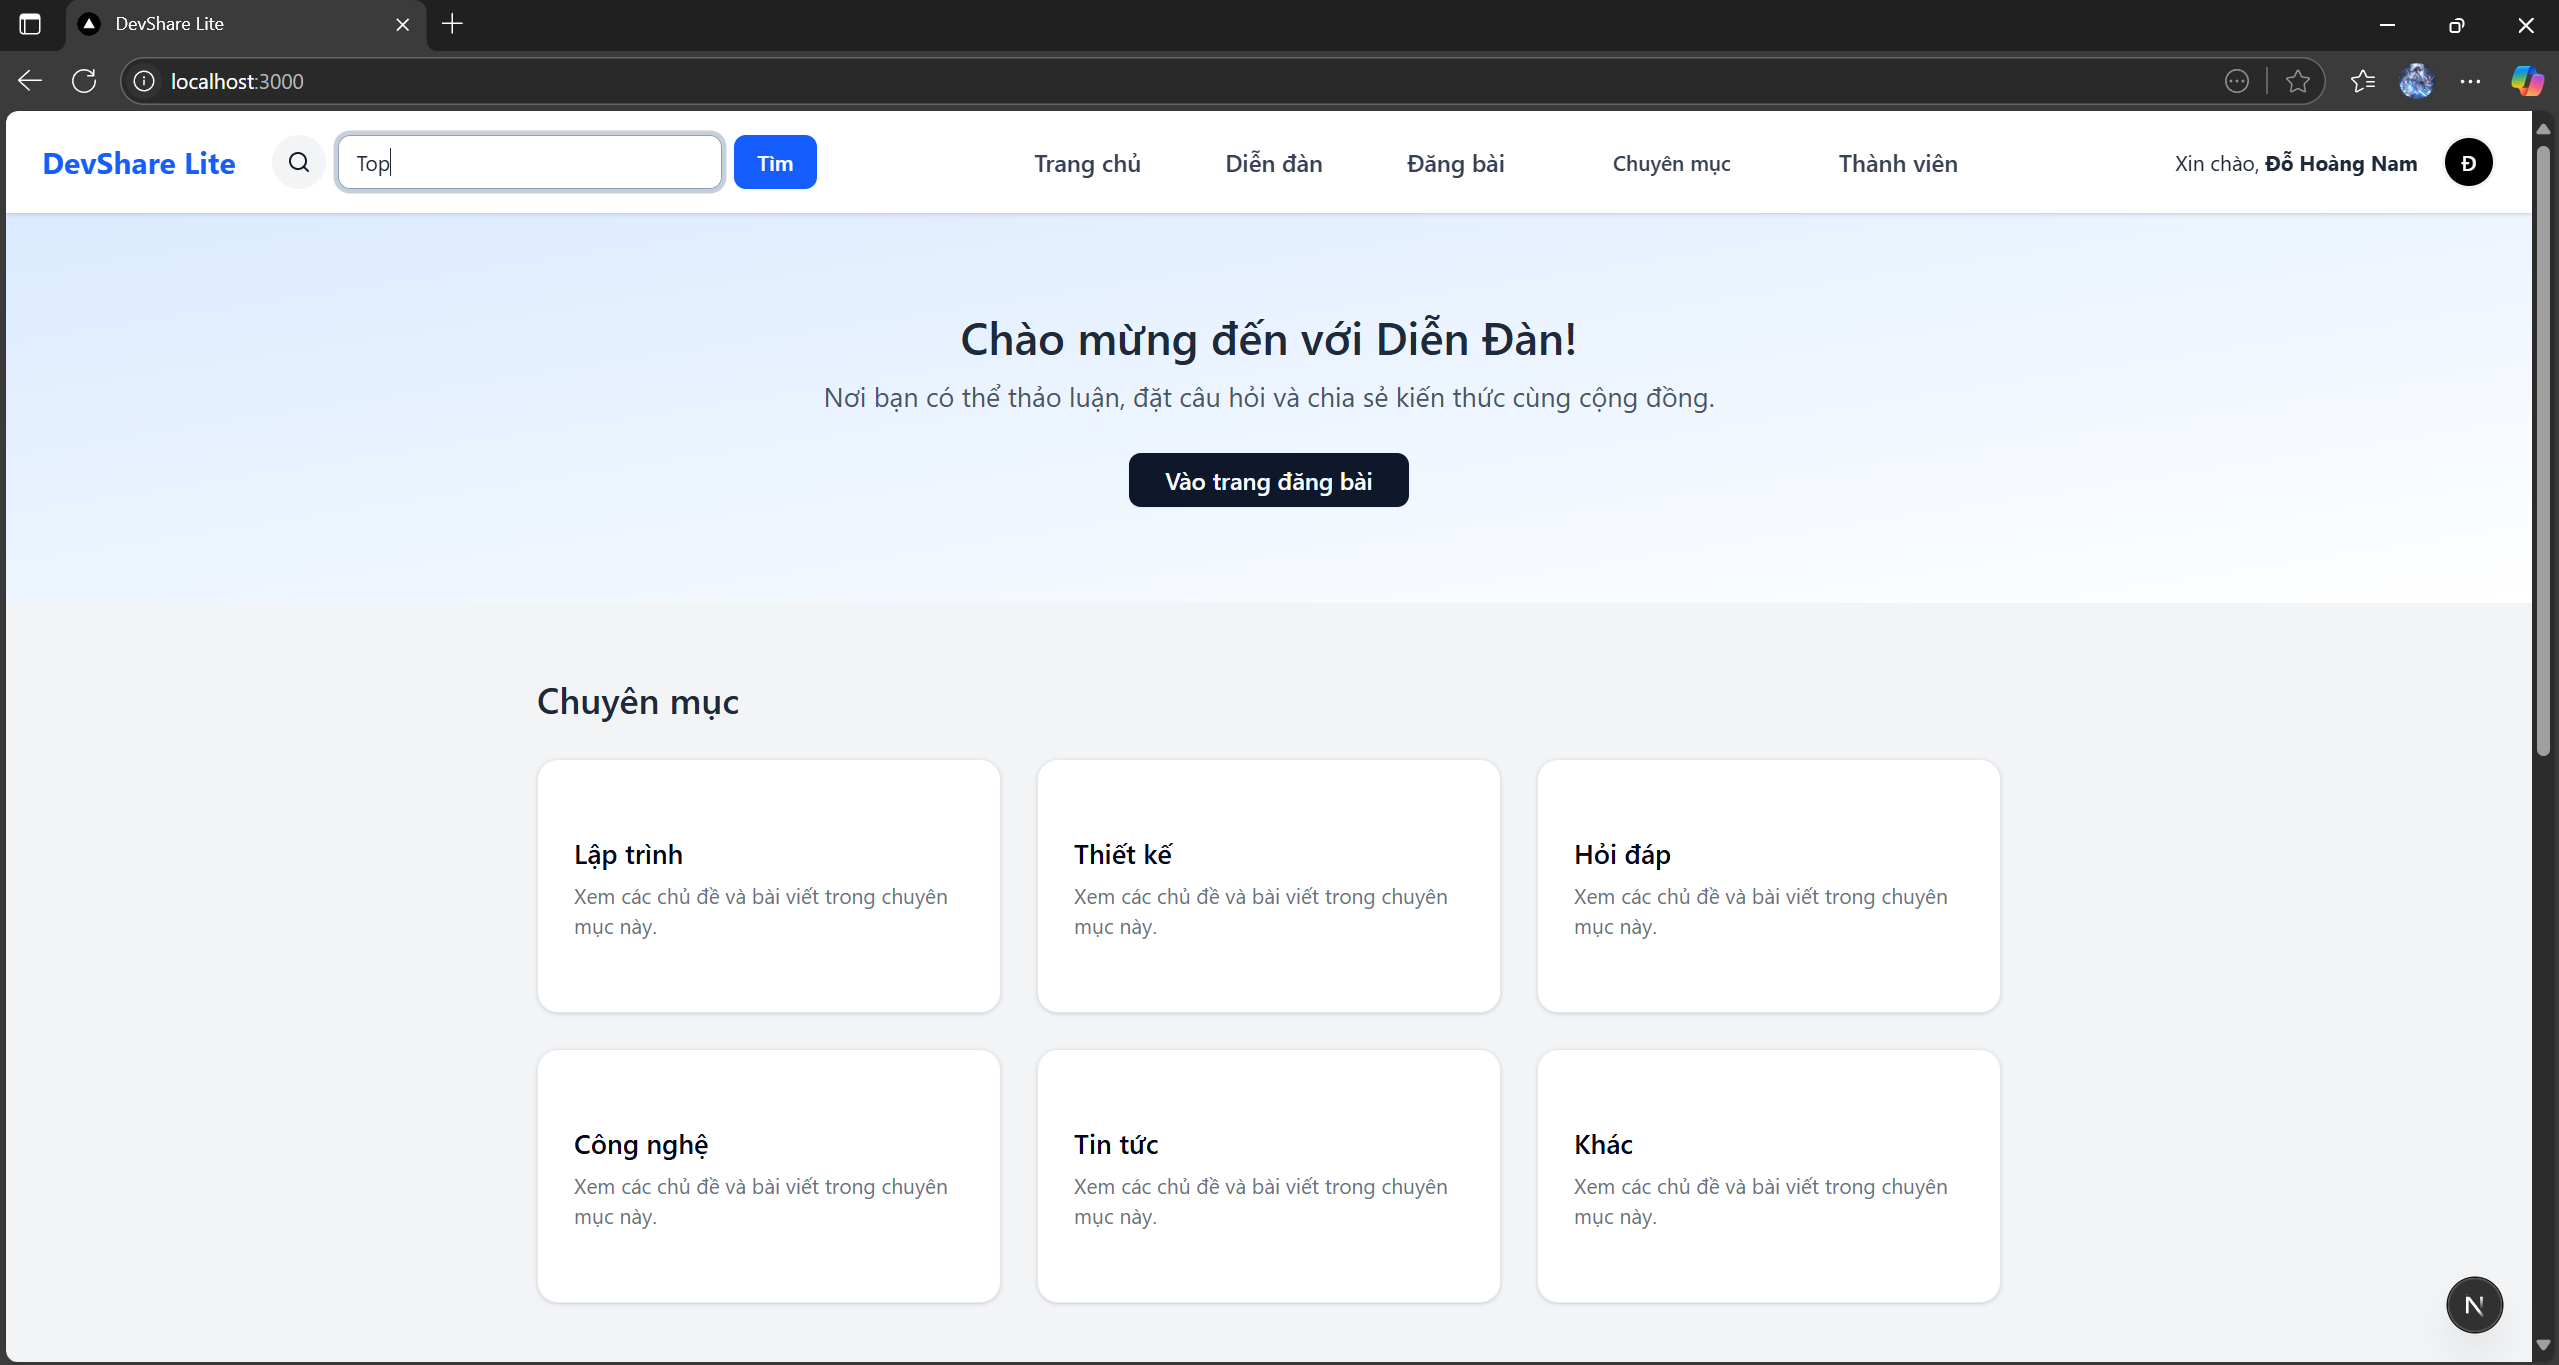 DevShare Lite
localhost:3000
DevShare Lite
Top
Tìm
Trang chủ
Diễn đàn
Đăng bài
Chuyên mục
Thành viên
Xin chào, Đỗ Hoàng Nam
Đ
Chào mừng đến với Diễn Đàn!
Nơi bạn có thể thảo luận, đặt câu hỏi và chia sẻ kiến thức cùng cộng đồng.
Vào trang đăng bài
Chuyên mục
Lập trình
Xem các chủ đề và bài viết trong chuyên
mục này.
Thiết kế
Xem các chủ đề và bài viết trong chuyên
mục này.
Hỏi đáp
Xem các chủ đề và bài viết trong chuyên
mục này.
Công nghệ
Xem các chủ đề và bài viết trong chuyên
mục này.
Tin tức
Xem các chủ đề và bài viết trong chuyên
mục này.
Khác
Xem các chủ đề và bài viết trong chuyên
mục này.
N